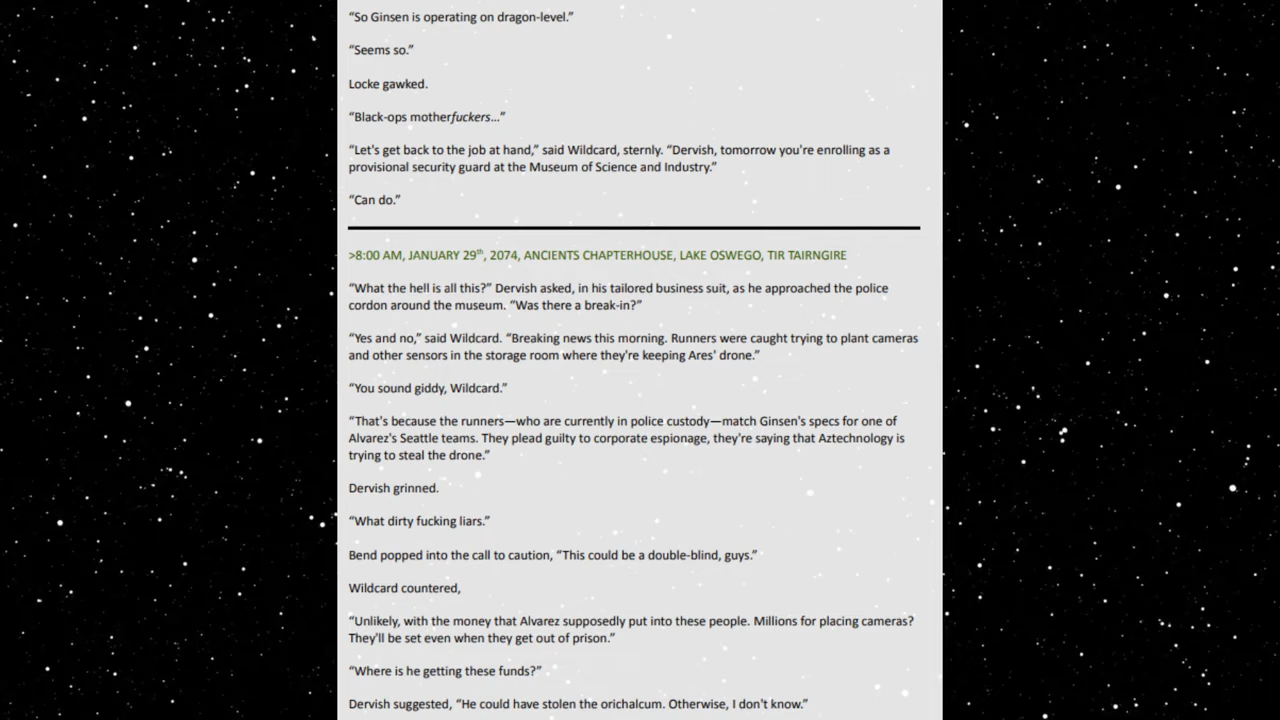 “So Ginsen is operating on dragon-level.”
“Seems so.”
Locke gawked.
“Black-ops motherfuckers…”
“Let's get back to the job at hand,” said Wildcard, sternly. “Dervish, tomorrow you're enrolling as a
provisional security guard at the Museum of Science and Industry.”
“Can do.”
>8:00 AM, JANUARY 29th, 2074, ANCIENTS CHAPTERHOUSE, LAKE OSWEGO, TIR TAIRNGIRE
“What the hell is all this?” Dervish asked, in his tailored business suit, as he approached the police
cordon around the museum. “Was there a break-in?”
“Yes and no,” said Wildcard. “Breaking news this morning. Runners were caught trying to plant cameras
and other sensors in the storage room where they're keeping Ares' drone.”
“You sound giddy, Wildcard.”
“That's because the runners—who are currently in police custody—match Ginsen's specs for one of
Alvarez's Seattle teams. They plead guilty to corporate espionage, they're saying that Aztechnology is
trying to steal the drone.”
Dervish grinned.
“What dirty fucking liars.”
Bend popped into the call to caution, “This could be a double-blind, guys.”
Wildcard countered,
“Unlikely, with the money that Alvarez supposedly put into these people. Millions for placing cameras?
They'll be set even when they get out of prison.”
“Where is he getting these funds?”
Dervish suggested, “He could have stolen the orichalcum. Otherwise, I don't know.”